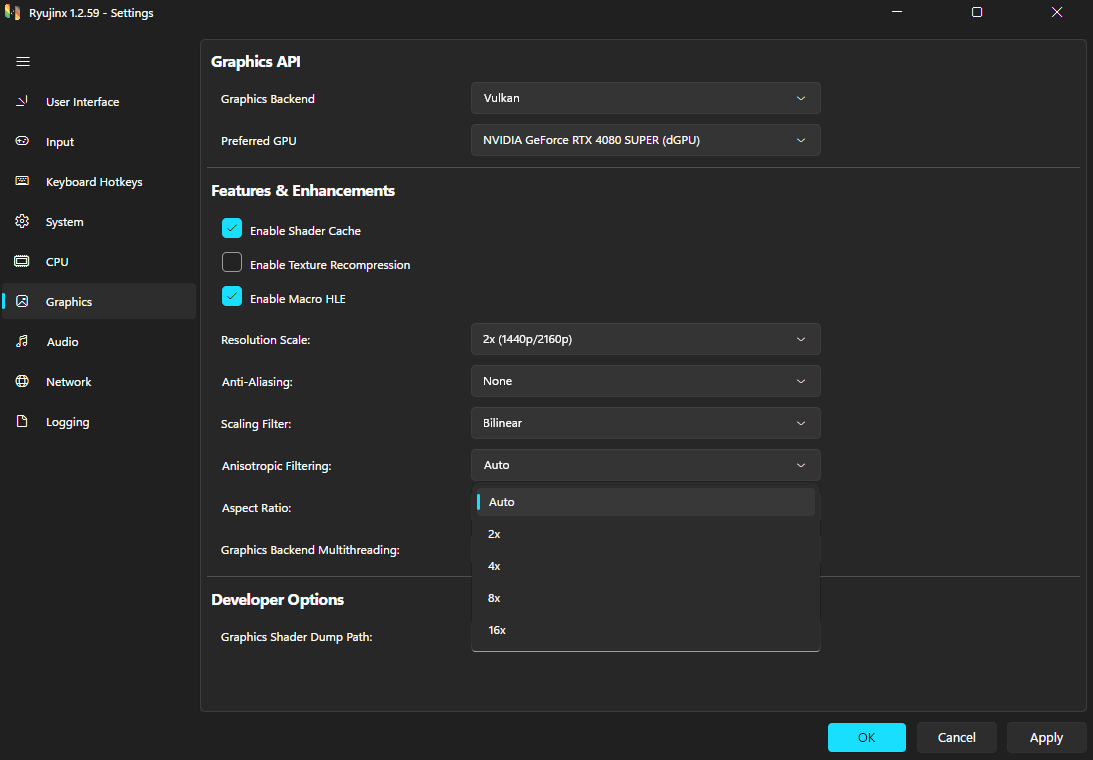 Ryujinx 1.2.59 - Settings
User Interface
Input
Keyboard Hotkeys
System
CPU
Graphics
Audio
Network
Logging
Graphics API
Graphics Backend Vulkan
Preferred GPU NVIDIA GeForce RTX 4080 SUPER (dGPU)
Features & Enhancements
Enable Shader Cache
Enable Texture Recompression
Enable Macro HLE
Resolution Scale: 2x (1440p/2160p)
Anti-Aliasing: None
Scaling Filter: Bilinear
Anisotropic Filtering: Auto
Auto
2x
4x
8x
16x
Aspect Ratio:
Graphics Backend Multithreading:
Developer Options
Graphics Shader Dump Path:
OK Cancel Apply